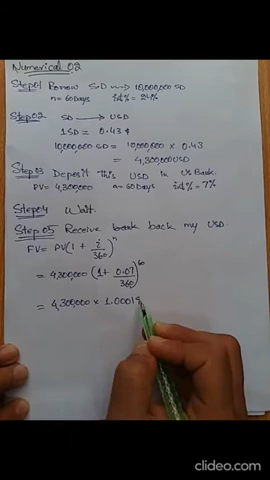 Numerical 02
Step 01 Borrow S.D → 10,000,000 SD
n = 60 Days i.d% = 24%
Step 02 SD → USD
1 SD = 0.43 $
10,000,000 SD = 10,000,000 × 0.43
= 4,300,000 USD
Step 03 Deposit This USD in US Bank.
PV = 4,300,000 n = 60 Days i.d% = 7%
Step 04 Wait.
Step 05 Receive back my USD.
FV = PV(1 + i/360)^n
= 4,300,000 (1 + 0.07/360)^60
= 4,300,000 × 1.0001
clideo.com